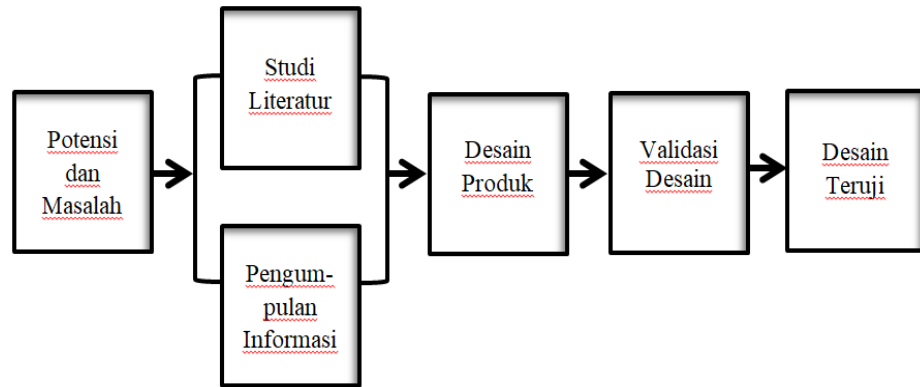 Potensi
dan
Masalah
Studi
Literatur
Pengum-
pulan
Informasi
Desain
Produk
Validasi
Desain
Desain
Teruji